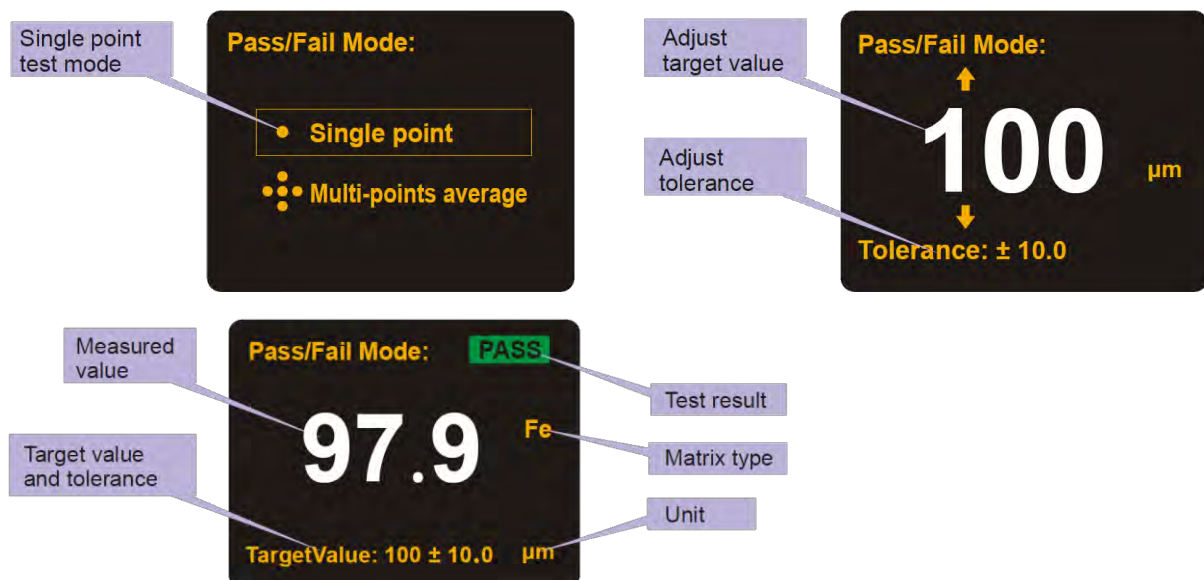 Single point
test mode
Pass/Fail Mode:
Single point
Multi-points average
Adjust
target value
Adjust
tolerance
Pass/Fail Mode:
100
µm
Tolerance: ± 10.0
Measured
value
Target value
and tolerance
Pass/Fail Mode:
PASS
97.9
Fe
TargetValue: 100 ± 10.0 µm
Test result
Matrix type
Unit